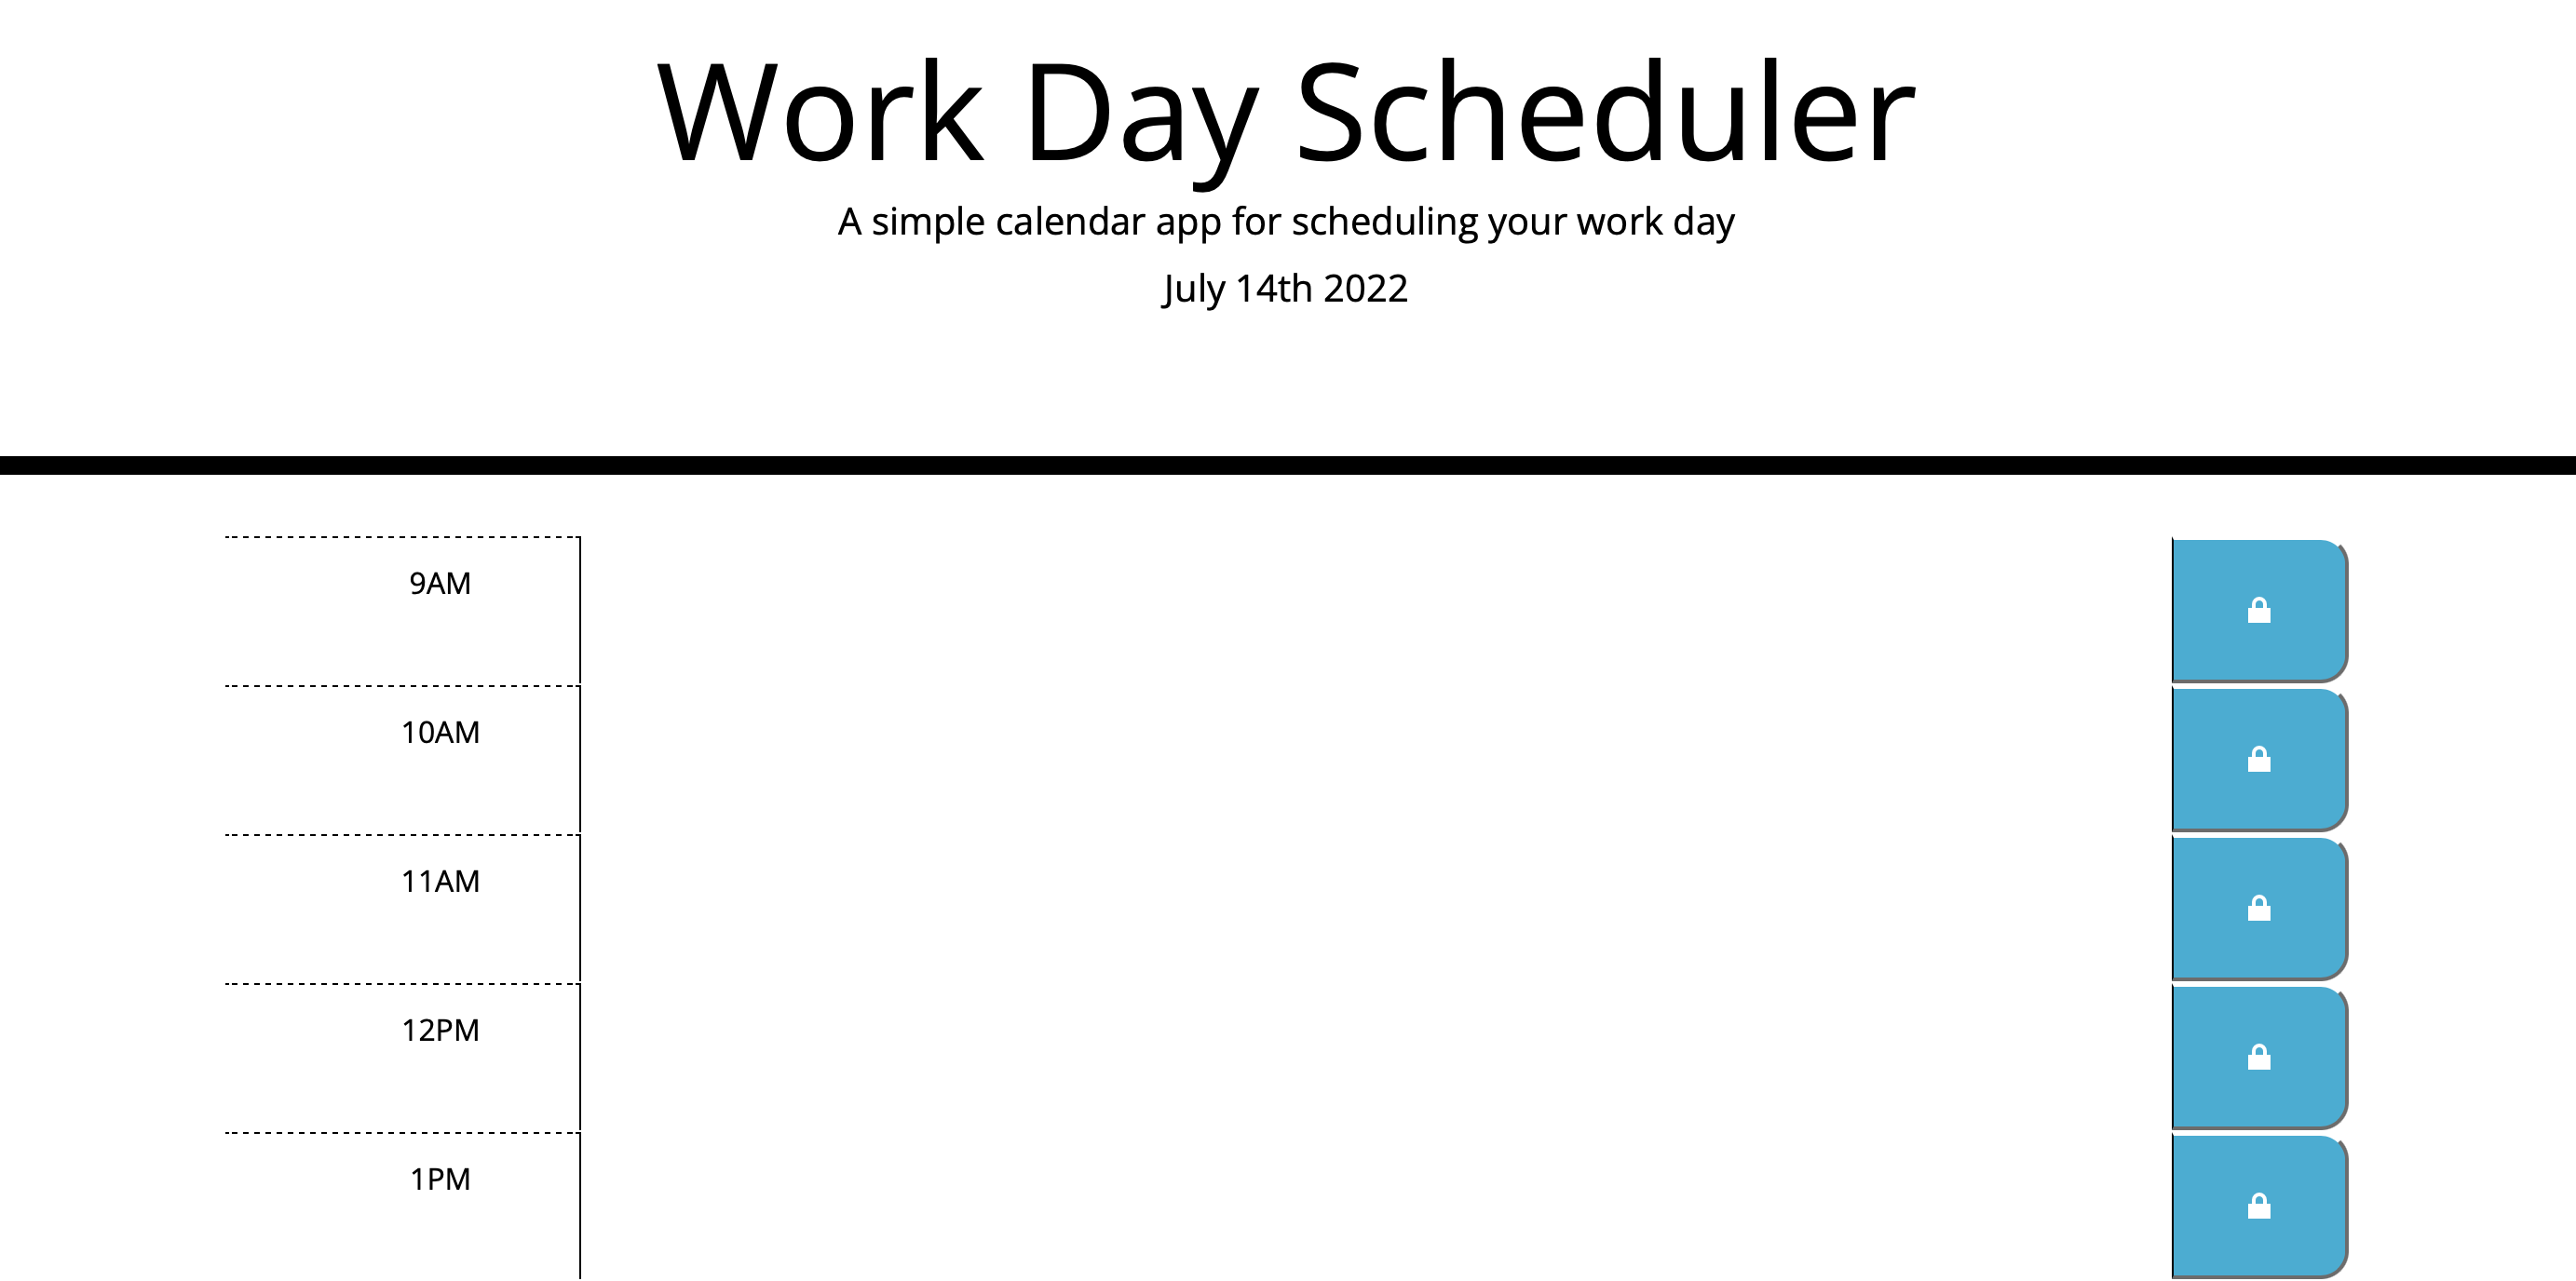 Work Day Scheduler
A simple calendar app for scheduling your work day
July 14th 2022
9AM
10AM
11AM
12PM
1PM